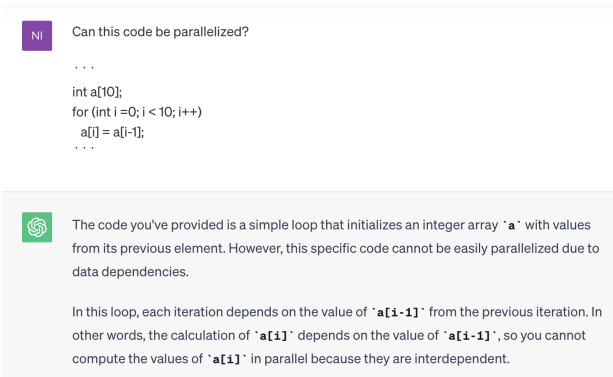 NI
Can this code be parallelized?
```
int a[10];
for (int i =0; i < 10; i++)
  a[i] = a[i-1];
```
The code you've provided is a simple loop that initializes an integer array `a` with values
from its previous element. However, this specific code cannot be easily parallelized due to
data dependencies.
In this loop, each iteration depends on the value of `a[i-1]` from the previous iteration. In
other words, the calculation of `a[i]` depends on the value of `a[i-1]`, so you cannot
compute the values of `a[i]` in parallel because they are interdependent.